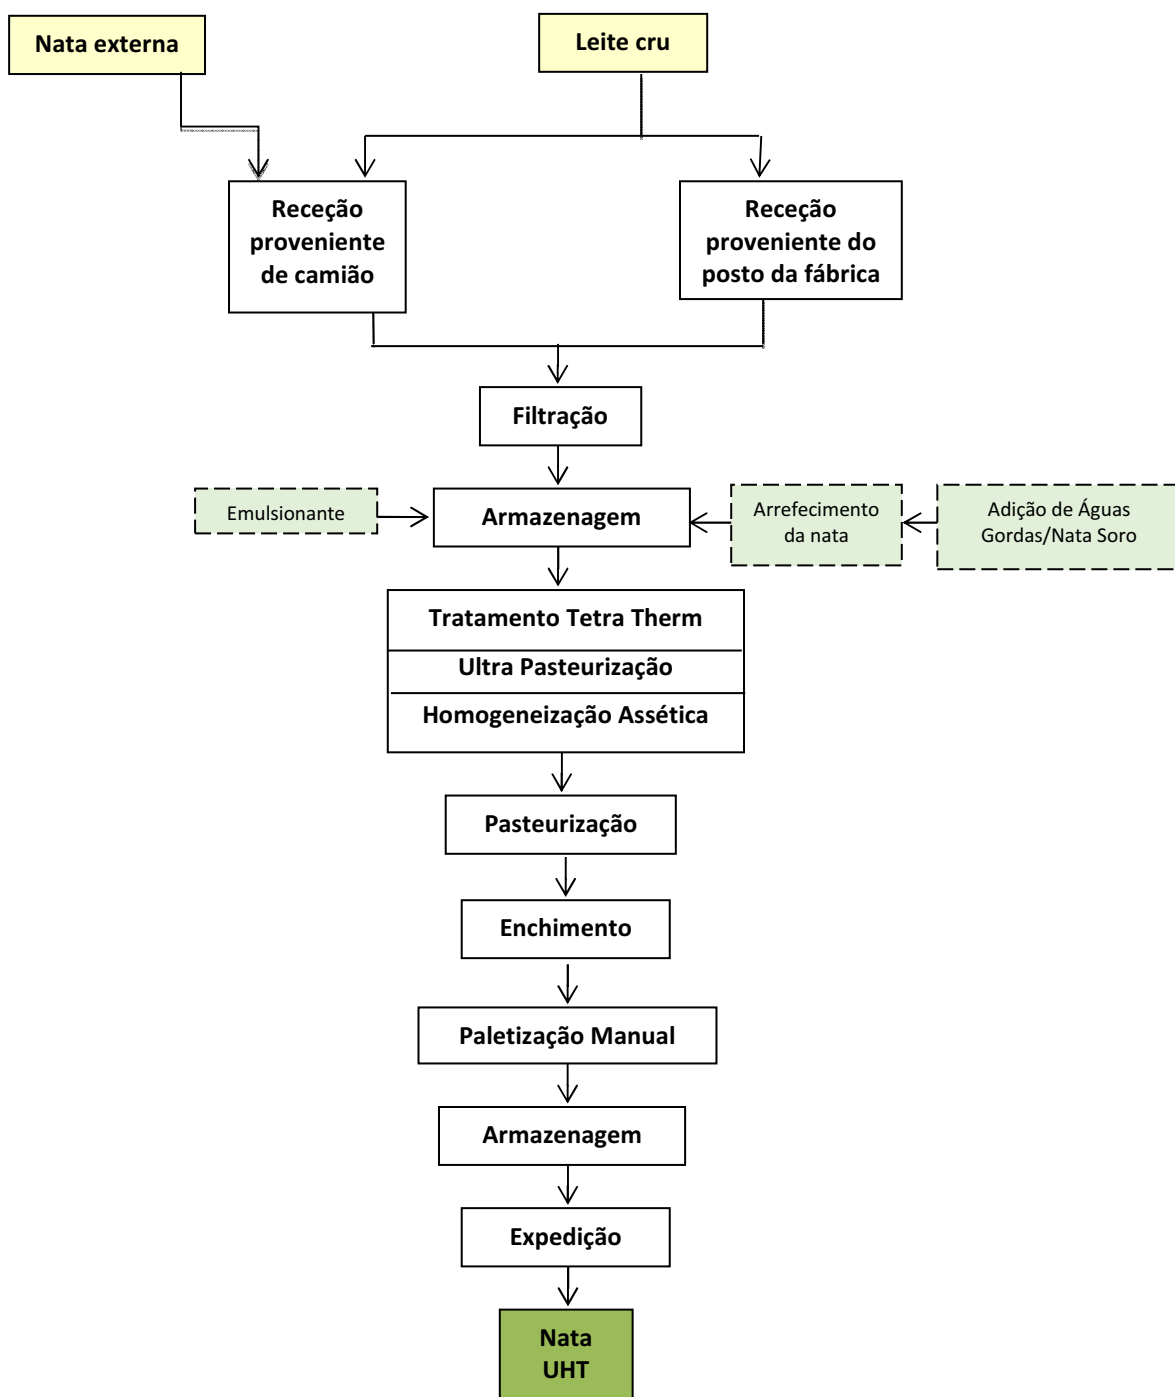 Nata externa
Leite cru
Receção
proveniente
de camião
Receção
proveniente do
posto da fábrica
Filtração
Emulsionante
Armazenagem
Arrefecimento
da nata
Adição de Águas
Gordas/Nata Soro
Tratamento Tetra Therm
Ultra Pasteurização
Homogeneização Assética
Pasteurização
Enchimento
Paletização Manual
Armazenagem
Expedição
Nata
UHT